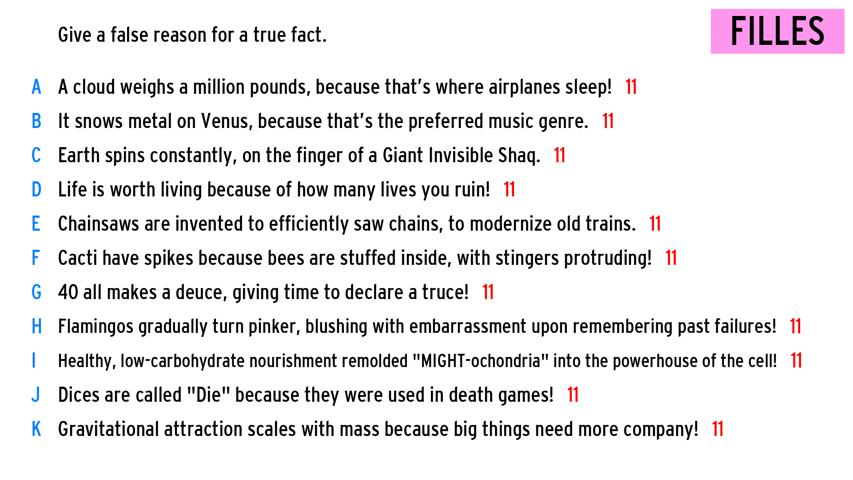 Give a false reason for a true fact.
FILLES
A A cloud weighs a million pounds, because that's where airplanes sleep! 11
B It snows metal on Venus, because that's the preferred music genre. 11
C Earth spins constantly, on the finger of a Giant Invisible Shaq. 11
D Life is worth living because of how many lives you ruin! 11
E Chainsaws are invented to efficiently saw chains, to modernize old trains. 11
F Cacti have spikes because bees are stuffed inside, with stingers protruding! 11
G 40 all makes a deuce, giving time to declare a truce! 11
H Flamingos gradually turn pinker, blushing with embarrassment upon remembering past failures! 11
I Healthy, low-carbohydrate nourishment remolded "MIGHT-ochondria" into the powerhouse of the cell! 11
J Dices are called "Die" because they were used in death games! 11
K Gravitational attraction scales with mass because big things need more company! 11